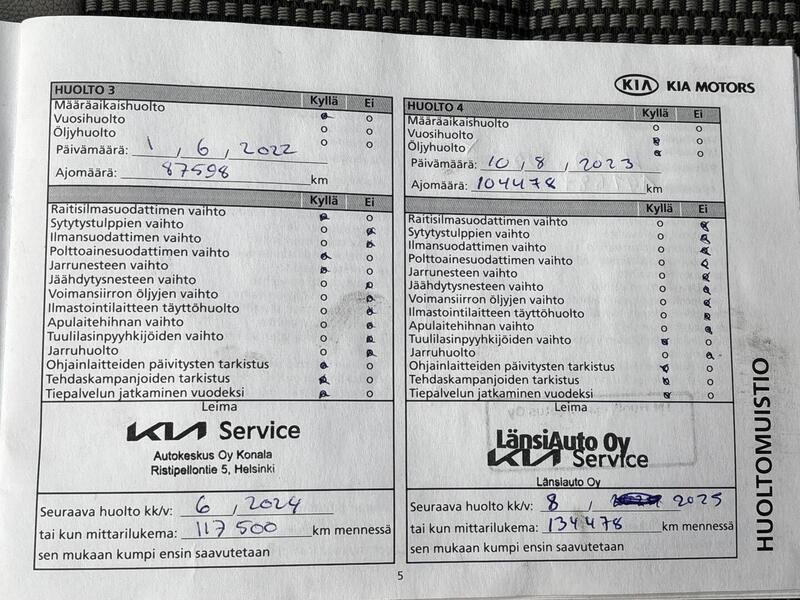 KIA KIA MOTORS
HUOLTO 3
Kyllä Ei
Määräaikaishuolto o o
Vuosihuolto o o
Öljyhuolto o o
Päivämäärä: 1 , 6 , 2022
Ajomäärä: 87598 km
Kyllä Ei
Raitisilmasuodattimen vaihto o o
Sytytystulppien vaihto o o
Ilmansuodattimen vaihto o o
Polttoainesuodattimen vaihto o o
Jarrunesteen vaihto o o
Jäähdytysnesteen vaihto o o
Voimansiirron öljyjen vaihto o o
Ilmastointilaitteen täyttöhuolto o o
Apulaitehihnan vaihto o o
Tuulilasinpyyhkijöiden vaihto o o
Jarruhuolto o o
Ohjainlaitteiden päivitysten tarkistus o o
Tehdaskampanjoiden tarkistus o o
Tiepalvelun jatkaminen vuodeksi o o
Leima
KIA Service
Autokeskus Oy Konala
Ristipellontie 5, Helsinki
Seuraava huolto kk/v: 6 , 2024
tai kun mittarilukema: 117 500 km mennessä
sen mukaan kumpi ensin saavutetaan
HUOLTO 4
Kyllä Ei
Määräaikaishuolto o o
Vuosihuolto o o
Öljyhuolto o o
Päivämäärä: 10 , 8 , 2023
Ajomäärä: 104478 km
Kyllä Ei
Raitisilmasuodattimen vaihto o o
Sytytystulppien vaihto o o
Ilmansuodattimen vaihto o o
Polttoainesuodattimen vaihto o o
Jarrunesteen vaihto o o
Jäähdytysnesteen vaihto o o
Voimansiirron öljyjen vaihto o o
Ilmastointilaitteen täyttöhuolto o o
Apulaitehihnan vaihto o o
Tuulilasinpyyhkijöiden vaihto o o
Jarruhuolto o o
Ohjainlaitteiden päivitysten tarkistus o o
Tehdaskampanjoiden tarkistus o o
Tiepalvelun jatkaminen vuodeksi o o
Leima
LänsiAuto Oy
KIA Service
Länsiauto Oy
Seuraava huolto kk/v: 8 , 2025
tai kun mittarilukema: 134478 km mennessä
sen mukaan kumpi ensin saavutetaan
HUOLTOMUISTIO
5